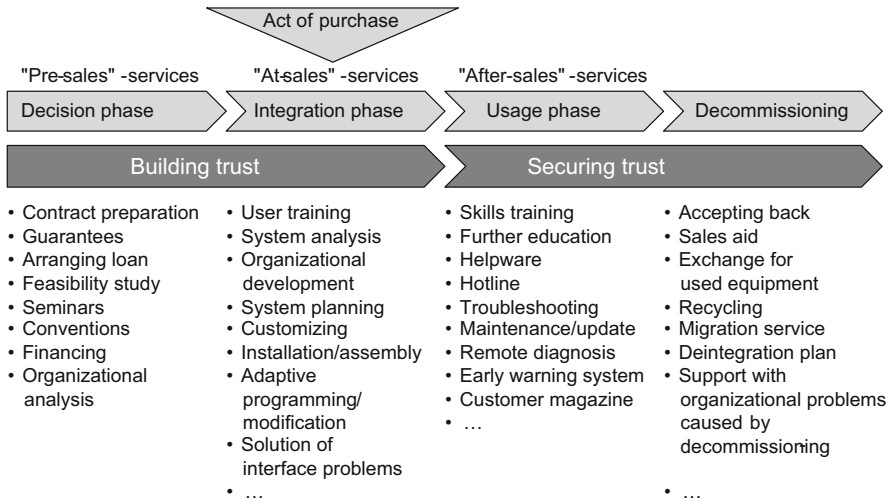 Act of purchase
"Pre-sales" -services
"At-sales" -services
"After-sales" -services
Decision phase
Integration phase
Usage phase
Decommissioning
Building trust
Securing trust
• Contract preparation
• Guarantees
• Arranging loan
• Feasibility study
• Seminars
• Conventions
• Financing
• Organizational
analysis
• User training
• System analysis
• Organizational
development
• System planning
• Customizing
• Installation/assembly
• Adaptive
programming/
modification
• Solution of
interface problems
• ...
• Skills training
• Further education
• Helpware
• Hotline
• Troubleshooting
• Maintenance/update
• Remote diagnosis
• Early warning system
• Customer magazine
• ...
• Accepting back
• Sales aid
• Exchange for
used equipment
• Recycling
• Migration service
• Deintegration plan
• Support with
organizational problems
caused by
decommissioning
• ...